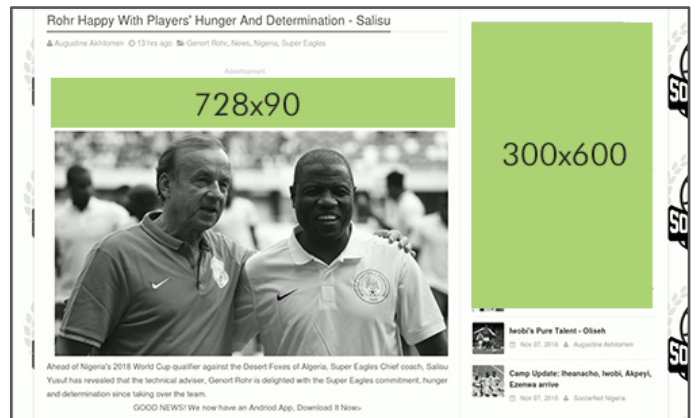 Rohr Happy With Players' Hunger And Determination - Salisu
Augustine Akhilomen 13 hrs ago Genort Rohr, News, Nigeria, Super Eagles
Advertisement
728x90
300x600
Iwobi's Pure Talent - Oliseh
Nov 07, 2016 Augustine Akhilomen
Camp Update: Iheanacho, Iwobi, Akpeyi,
Ezenwa arrive
Nov 07, 2016 SoccerNet Nigeria
Ahead of Nigeria's 2018 World Cup qualifier against the Desert Foxes of Algeria, Super Eagles Chief coach, Salisu
Yusuf has revealed that the technical adviser, Genort Rohr is delighted with the Super Eagles commitment, hunger
and determination since taking over the team.
GOOD NEWS! We now have an Andriod App, Download It Now>